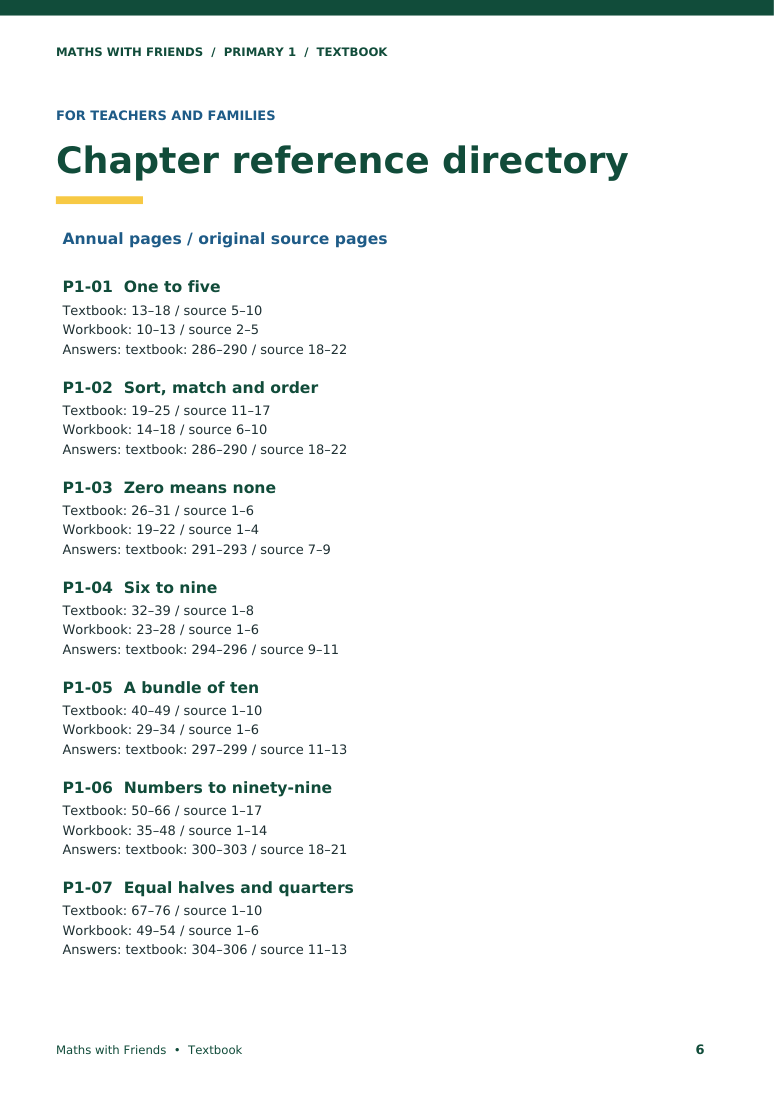 MATHS WITH FRIENDS / PRIMARY 1 / TEXTBOOK
FOR TEACHERS AND FAMILIES
Chapter reference directory
Annual pages / original source pages
P1-01 One to five
Textbook: 13–18 / source 5–10
Workbook: 10–13 / source 2–5
Answers: textbook: 286–290 / source 18–22
P1-02 Sort, match and order
Textbook: 19–25 / source 11–17
Workbook: 14–18 / source 6–10
Answers: textbook: 286–290 / source 18–22
P1-03 Zero means none
Textbook: 26–31 / source 1–6
Workbook: 19–22 / source 1–4
Answers: textbook: 291–293 / source 7–9
P1-04 Six to nine
Textbook: 32–39 / source 1–8
Workbook: 23–28 / source 1–6
Answers: textbook: 294–296 / source 9–11
P1-05 A bundle of ten
Textbook: 40–49 / source 1–10
Workbook: 29–34 / source 1–6
Answers: textbook: 297–299 / source 11–13
P1-06 Numbers to ninety-nine
Textbook: 50–66 / source 1–17
Workbook: 35–48 / source 1–14
Answers: textbook: 300–303 / source 18–21
P1-07 Equal halves and quarters
Textbook: 67–76 / source 1–10
Workbook: 49–54 / source 1–6
Answers: textbook: 304–306 / source 11–13
Maths with Friends • Textbook 6